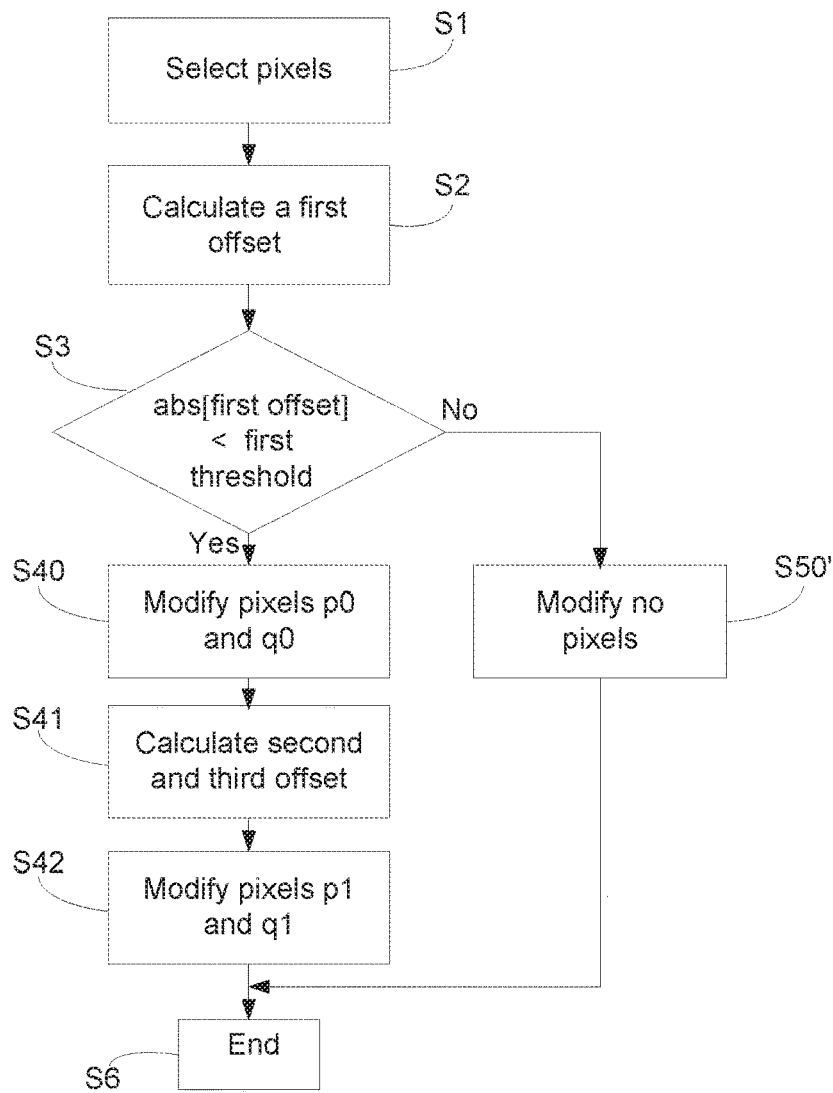 S1
Select pixels
S2
Calculate a first
offset
S3
abs[first offset]
< first
threshold
No
Yes
S40
Modify pixels p0
and q0
S50'
Modify no
pixels
S41
Calculate second
and third offset
S42
Modify pixels p1
and q1
End
S6